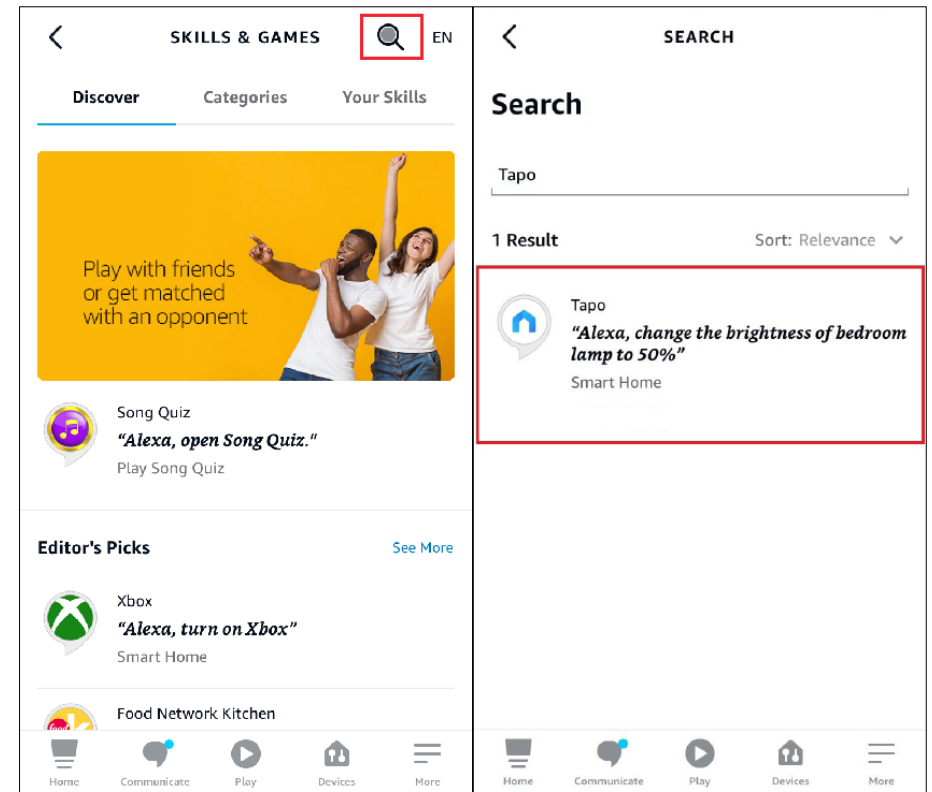 SKILLS & GAMES
EN
Discover
Categories
Your Skills
Play with friends
or get matched
with an opponent
Song Quiz
“Alexa, open Song Quiz."
Play Song Quiz
Editor's Picks
See More
Xbox
“Alexa, turn on Xbox”
Smart Home
Food Network Kitchen
Home
Communicate
Play
Devices
More
SEARCH
Search
Tapo
1 Result
Sort: Relevance
Tapo
“Alexa, change the brightness of bedroom
lamp to 50%”
Smart Home
Home
Communicate
Play
Devices
More